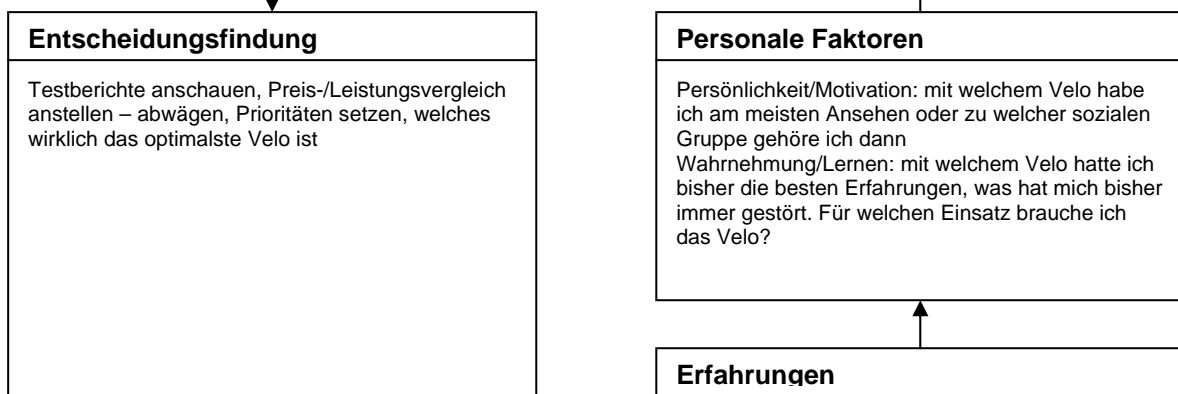 Entscheidungsfindung
Testberichte anschauen, Preis-/Leistungsvergleich
anstellen – abwägen, Prioritäten setzen, welches
wirklich das optimalste Velo ist
Personale Faktoren
Persönlichkeit/Motivation: mit welchem Velo habe
ich am meisten Ansehen oder zu welcher sozialen
Gruppe gehöre ich dann
Wahrnehmung/Lernen: mit welchem Velo hatte ich
bisher die besten Erfahrungen, was hat mich bisher
immer gestört. Für welchen Einsatz brauche ich
das Velo?
Erfahrungen